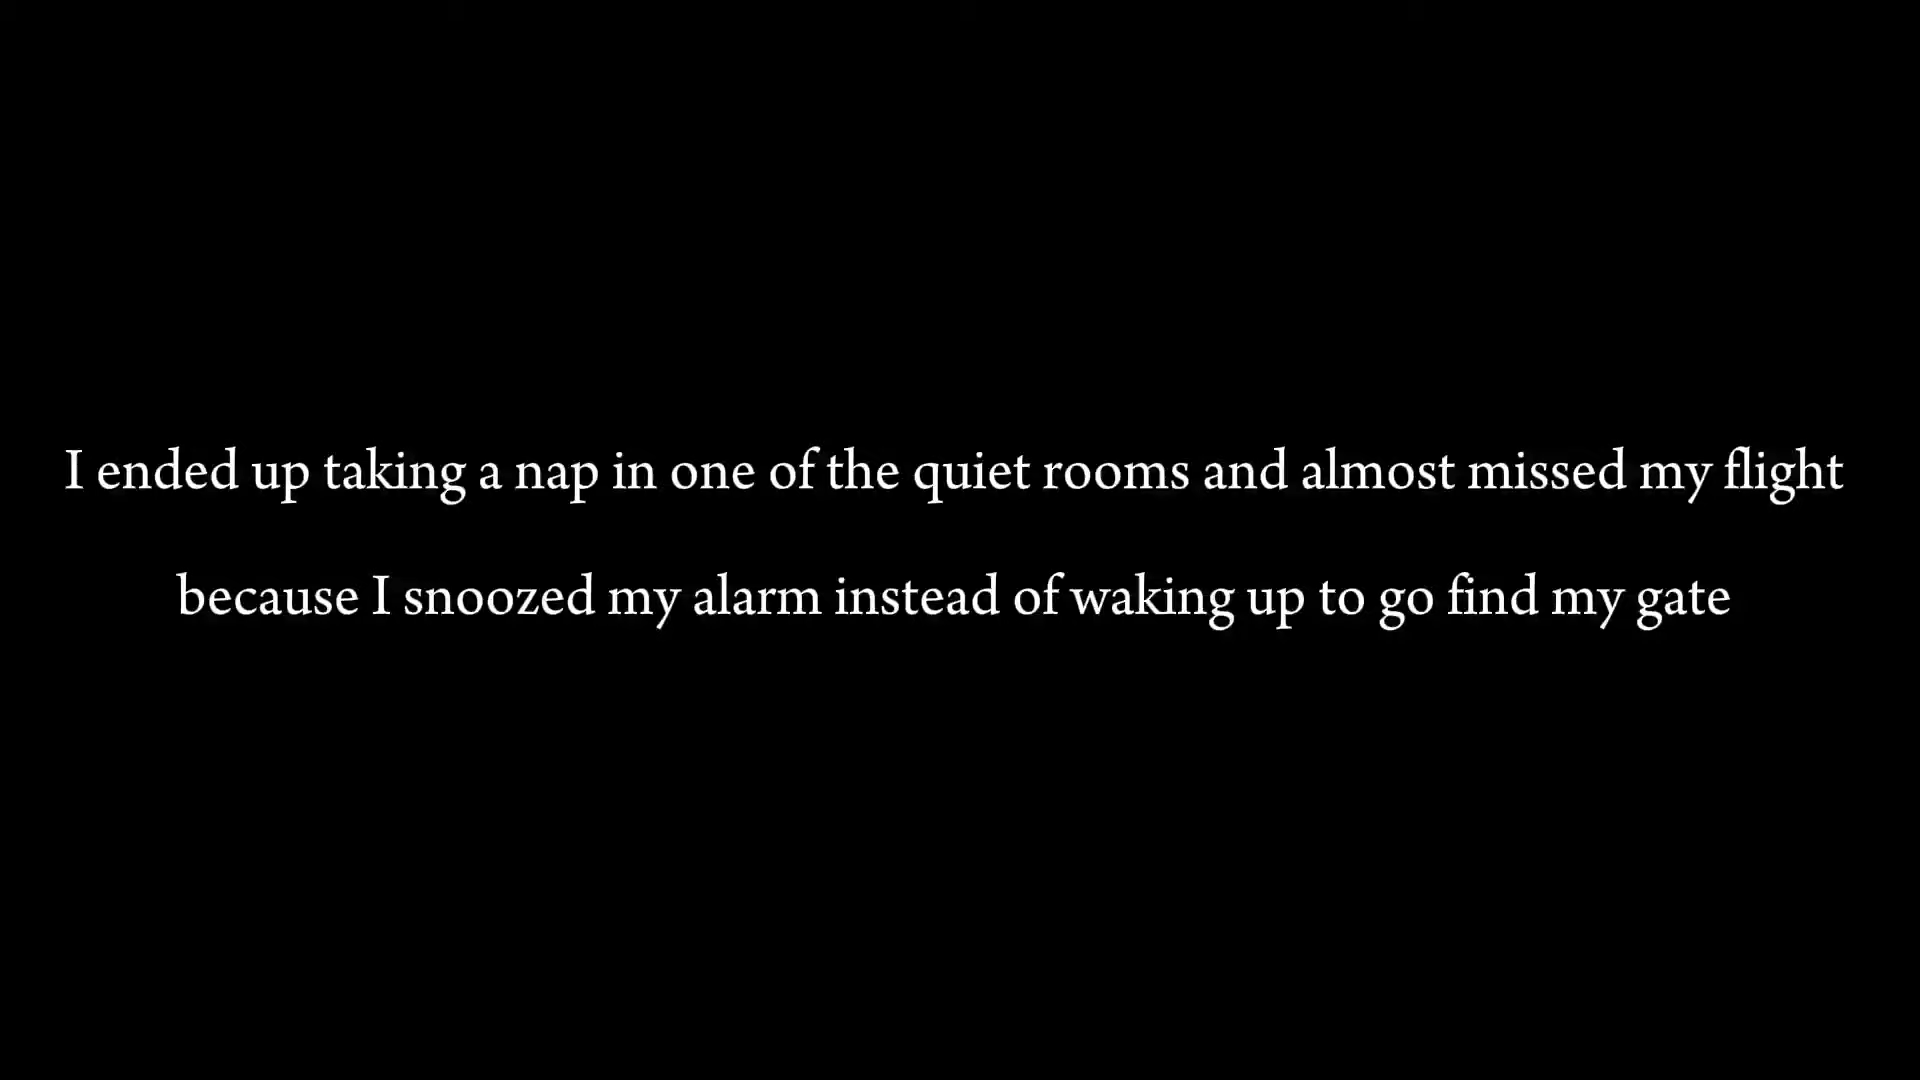 I ended up taking a nap in one of the quiet rooms and almost missed my flight
because I snoozed my alarm instead of waking up to go find my gate